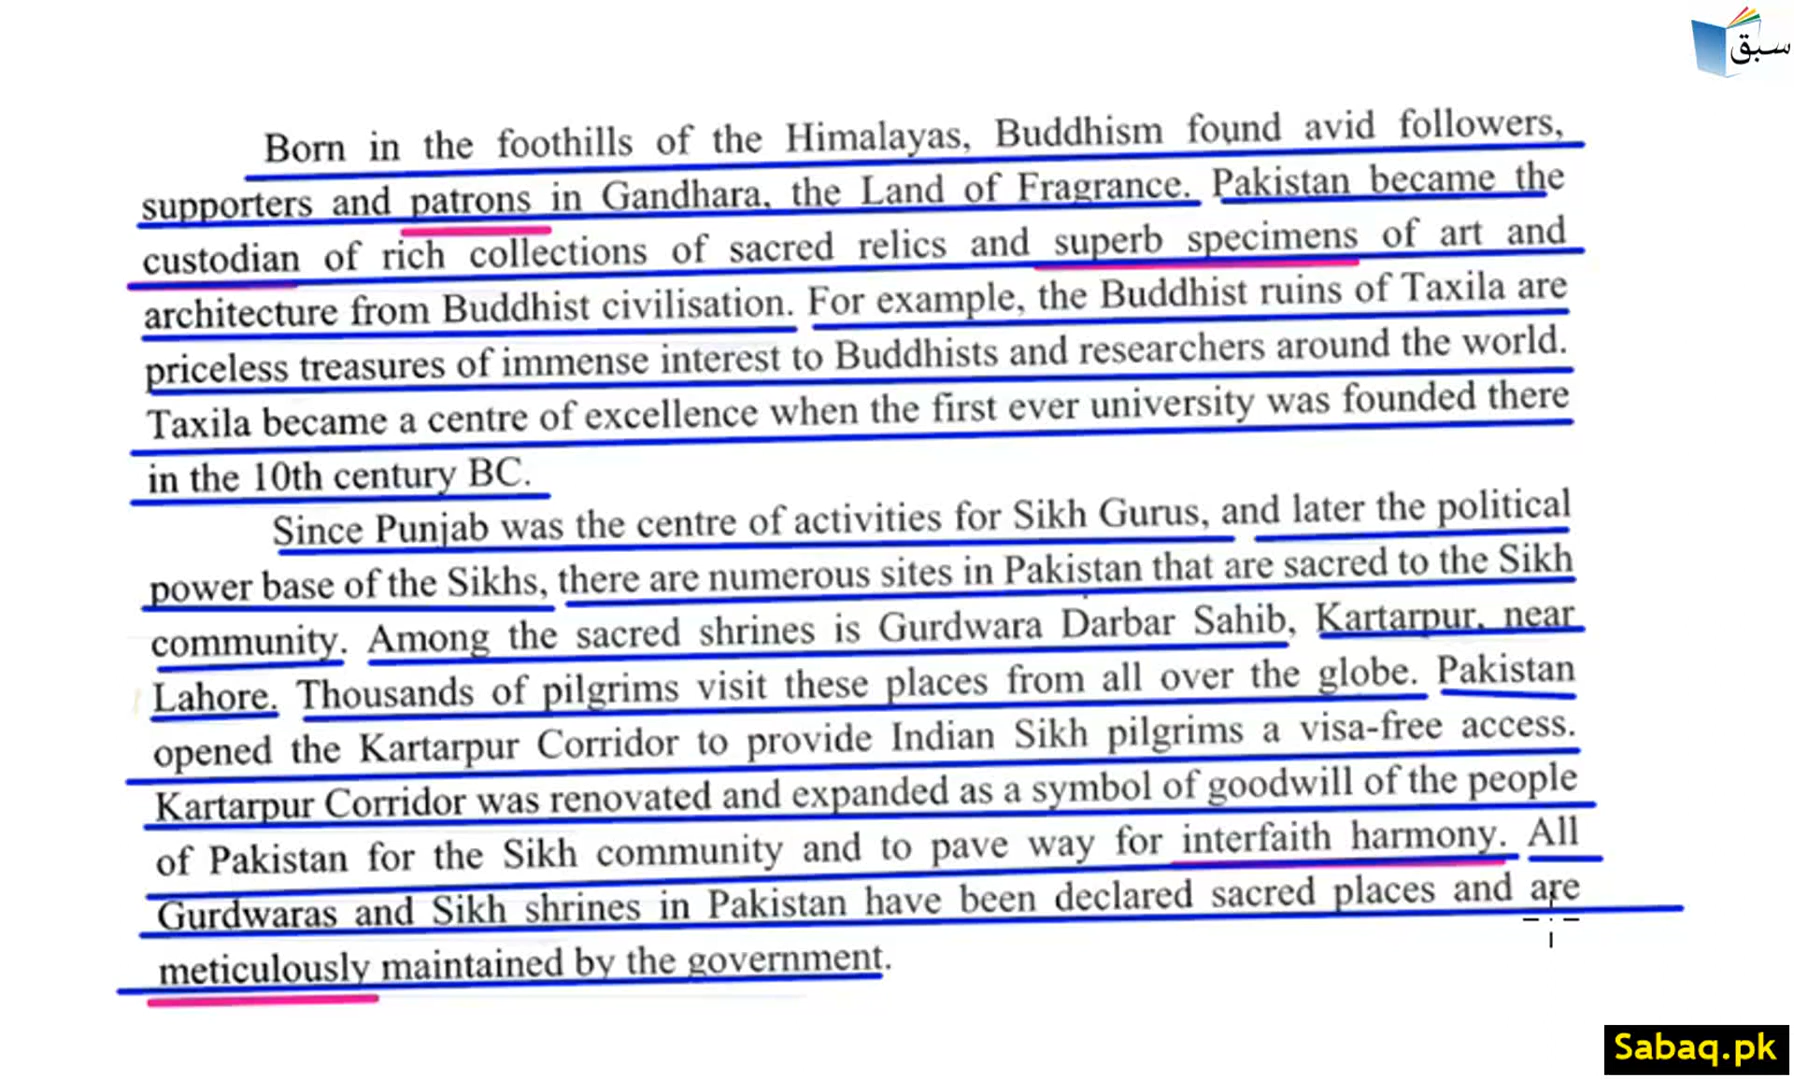 سبق
Born in the foothills of the Himalayas, Buddhism found avid followers,
supporters and patrons in Gandhara, the Land of Fragrance. Pakistan became the
custodian of rich collections of sacred relics and superb specimens of art and
architecture from Buddhist civilisation. For example, the Buddhist ruins of Taxila are
priceless treasures of immense interest to Buddhists and researchers around the world.
Taxila became a centre of excellence when the first ever university was founded there
in the 10th century BC.
Since Punjab was the centre of activities for Sikh Gurus, and later the political
power base of the Sikhs, there are numerous sites in Pakistan that are sacred to the Sikh
community. Among the sacred shrines is Gurdwara Darbar Sahib, Kartarpur, near
Lahore. Thousands of pilgrims visit these places from all over the globe. Pakistan
opened the Kartarpur Corridor to provide Indian Sikh pilgrims a visa-free access.
Kartarpur Corridor was renovated and expanded as a symbol of goodwill of the people
of Pakistan for the Sikh community and to pave way for interfaith harmony. All
Gurdwaras and Sikh shrines in Pakistan have been declared sacred places and are
meticulously maintained by the government.
Sabaq.pk